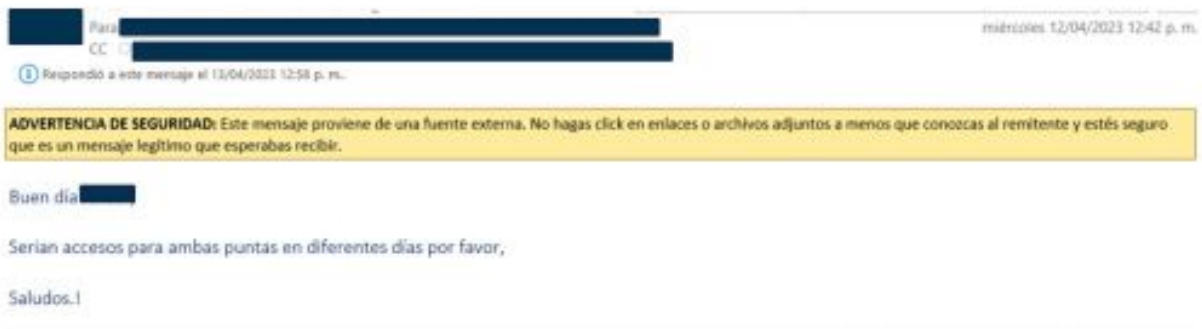 Para
miércoles 12/04/2023 12:42 p. m.
CC
Respondió a este mensaje el 13/04/2023 12:58 p. m..
ADVERTENCIA DE SEGURIDAD: Este mensaje proviene de una fuente externa. No hagas click en enlaces o archivos adjuntos a menos que conozcas al remitente y estés seguro
que es un mensaje legítimo que esperabas recibir.
Buen día
Serian accesos para ambas puntas en diferentes días por favor,
Saludos.!